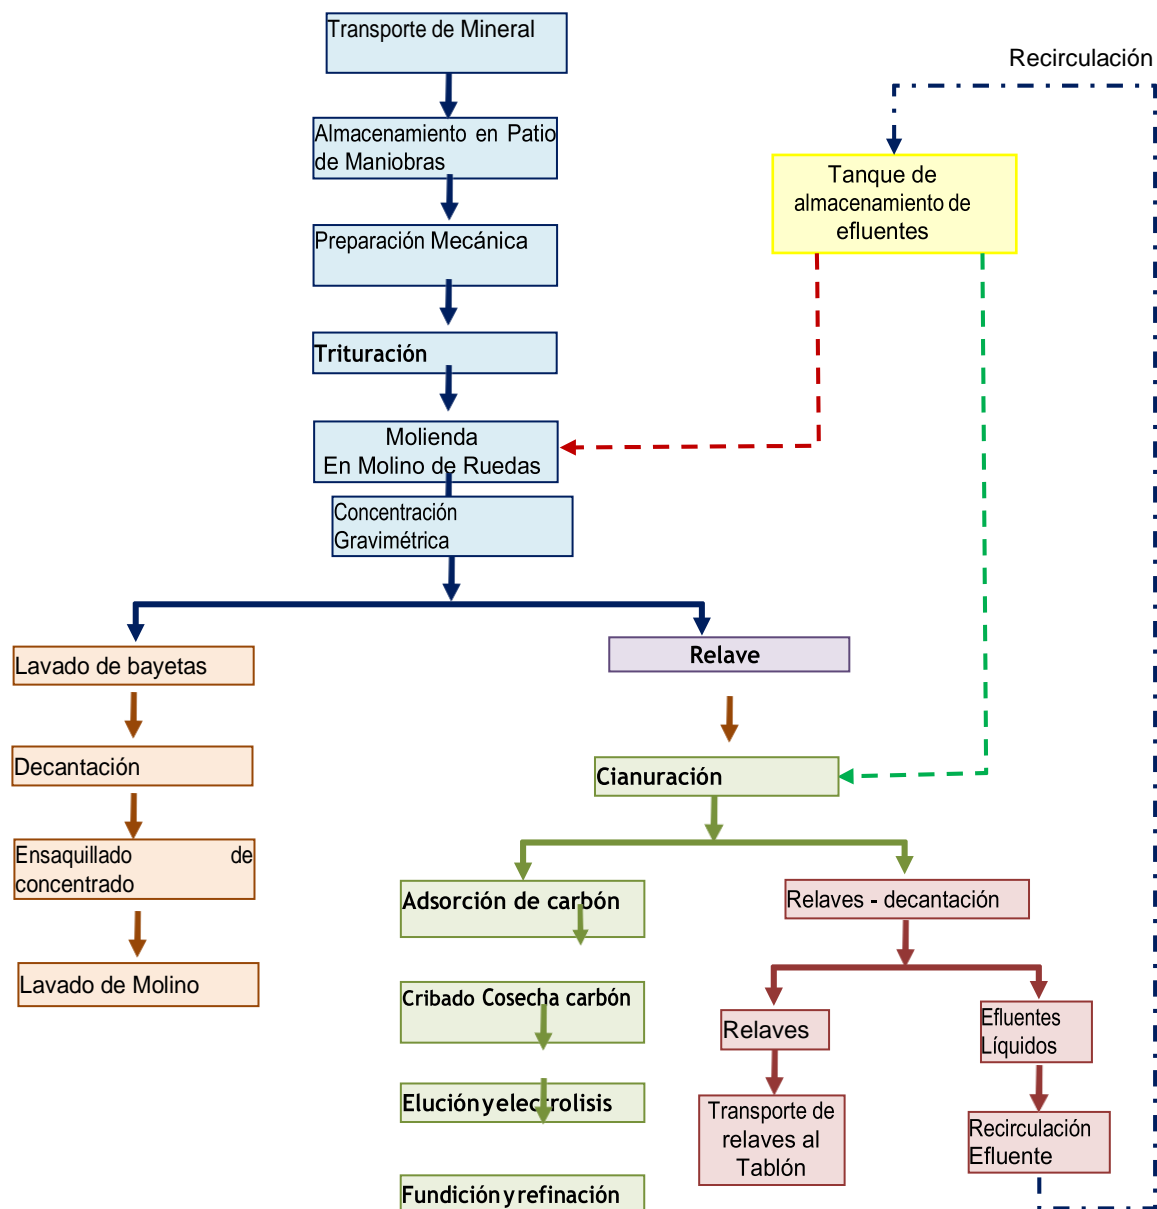 Transporte de Mineral
Recirculación
Almacenamiento en Patio
de Maniobras
Tanque de
almacenamiento de
efluentes
Preparación Mecánica
Trituración
Molienda
En Molino de Ruedas
Concentración
Gravimétrica
Lavado de bayetas
Relave
Decantación
Cianuración
Ensaquillado de
concentrado
Adsorción de carbón
Relaves - decantación
Lavado de Molino
Cribado Cosecha carbón
Relaves
Efluentes
Líquidos
Elución y electrolisis
Transporte de
relaves al
Tablón
Recirculación
Efluente
Fundición y refinación